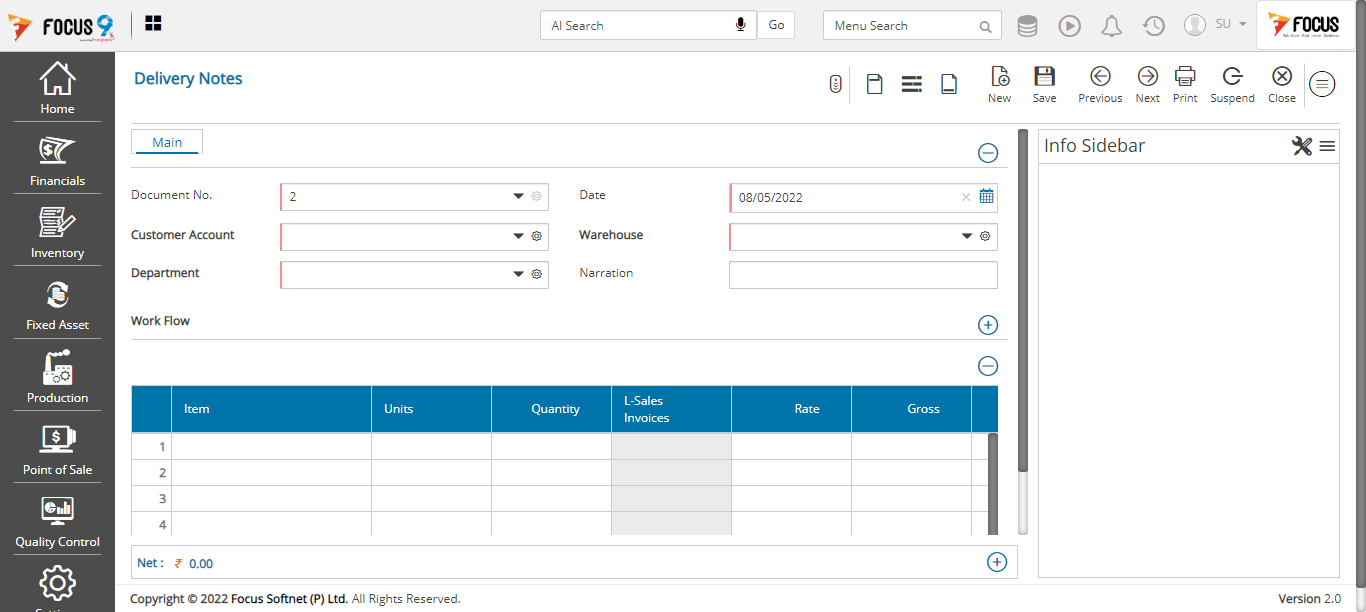 FOCUS 9
AI Search
Go
Menu Search
SU
FOCUS
Home
Financials
Inventory
Fixed Asset
Production
Point of Sale
Quality Control
Delivery Notes
New
Save
Previous
Next
Print
Suspend
Close
Main
Document No.
2
Date
08/05/2022
Customer Account
Warehouse
Department
Narration
Work Flow
Item
Units
Quantity
L-Sales
Invoices
Rate
Gross
1
2
3
4
Net : ₹ 0.00
Info Sidebar
Copyright © 2022 Focus Softnet (P) Ltd. All Rights Reserved.
Version 2.0